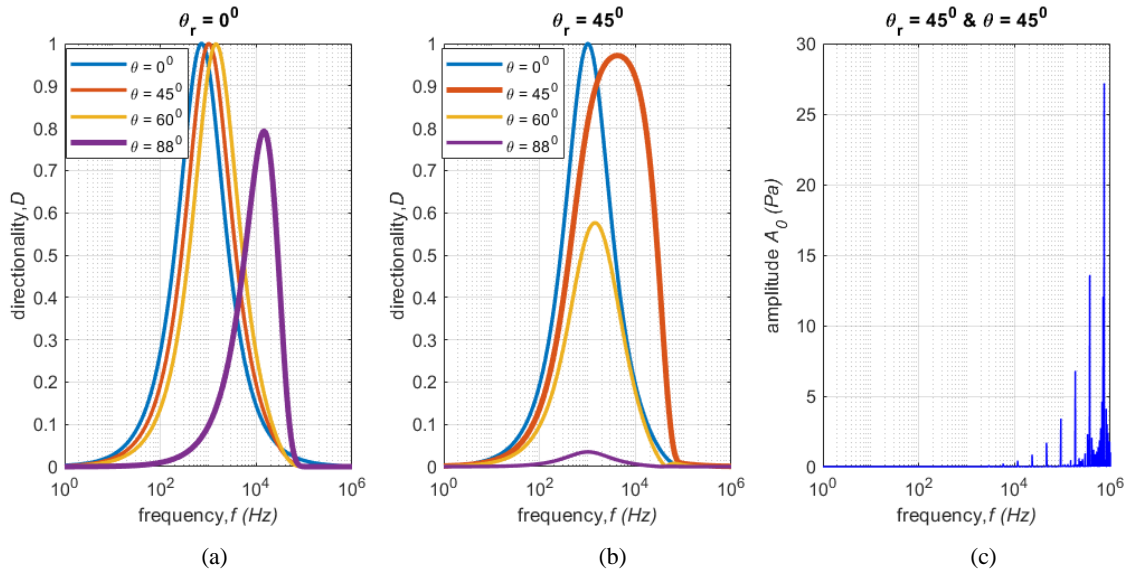 θr = 0⁰
directionality,D
1
0.9
0.8
0.7
0.6
0.5
0.4
0.3
0.2
0.1
0
θ = 0⁰
θ = 45⁰
θ = 60⁰
θ = 88⁰
10⁰ 10² 10⁴ 10⁶
frequency,f (Hz)
(a)
θr = 45⁰
directionality,D
1
0.9
0.8
0.7
0.6
0.5
0.4
0.3
0.2
0.1
0
θ = 0⁰
θ = 45⁰
θ = 60⁰
θ = 88⁰
10⁰ 10² 10⁴ 10⁶
frequency,f (Hz)
(b)
θr = 45⁰ & θ = 45⁰
amplitude A₀ (Pa)
30
25
20
15
10
5
0
10⁰ 10² 10⁴ 10⁶
frequency,f (Hz)
(c)